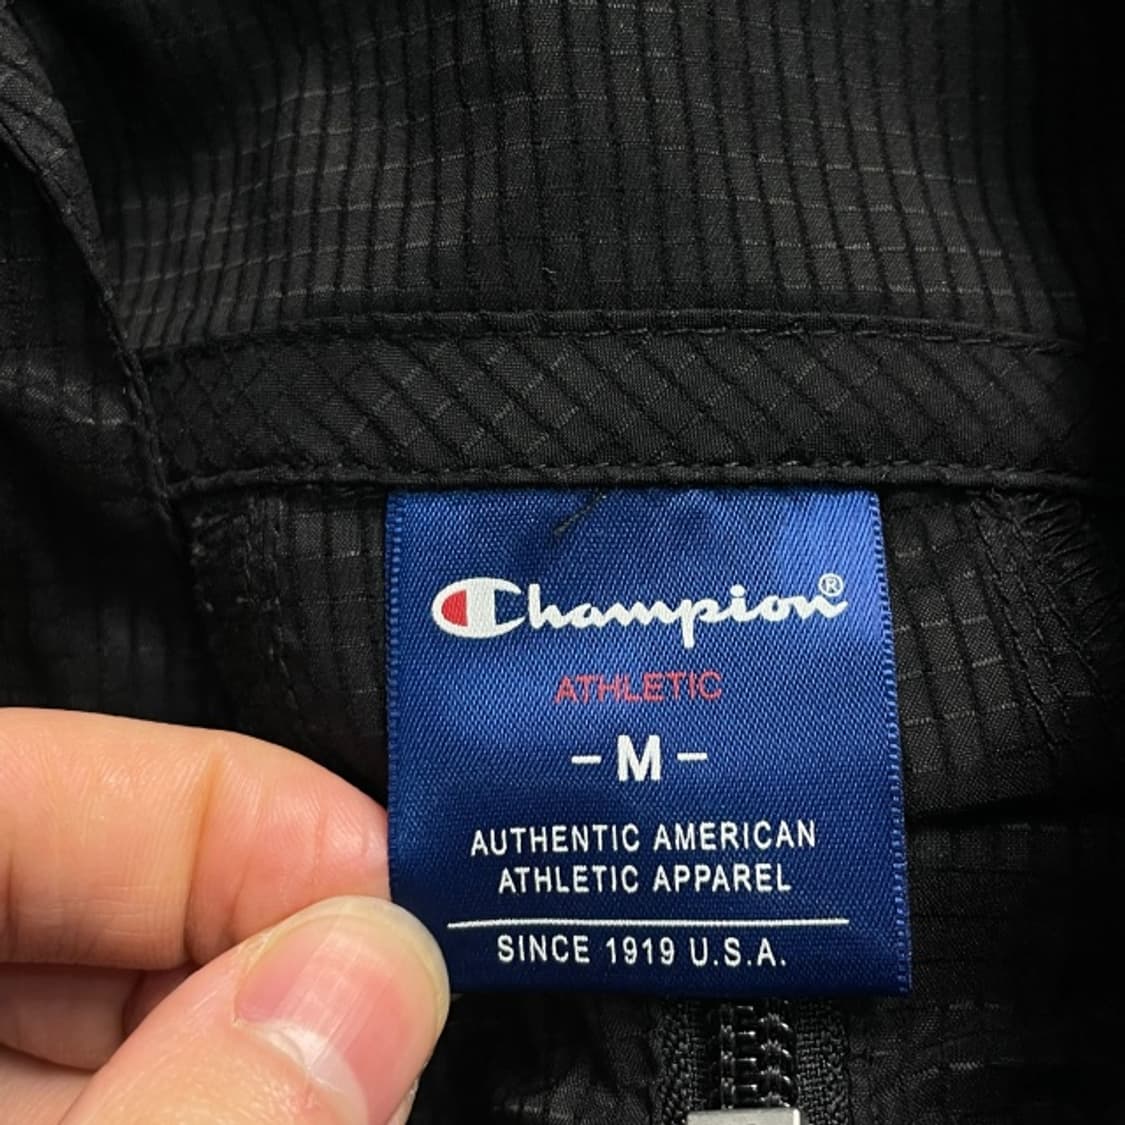 Champion®
ATHLETIC
- M -
AUTHENTIC AMERICAN
ATHLETIC APPAREL
SINCE 1919 U.S.A.